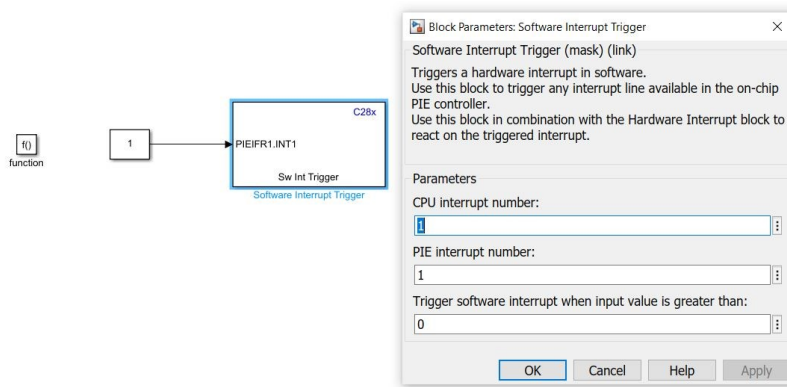 f()
function
1
C28x
PIEIFR1.INT1
Sw Int Trigger
Software Interrupt Trigger
Block Parameters: Software Interrupt Trigger
Software Interrupt Trigger (mask) (link)
Triggers a hardware interrupt in software.
Use this block to trigger any interrupt line available in the on-chip
PIE controller.
Use this block in combination with the Hardware Interrupt block to
react on the triggered interrupt.
Parameters
CPU interrupt number:
1
PIE interrupt number:
1
Trigger software interrupt when input value is greater than:
0
OK Cancel Help Apply